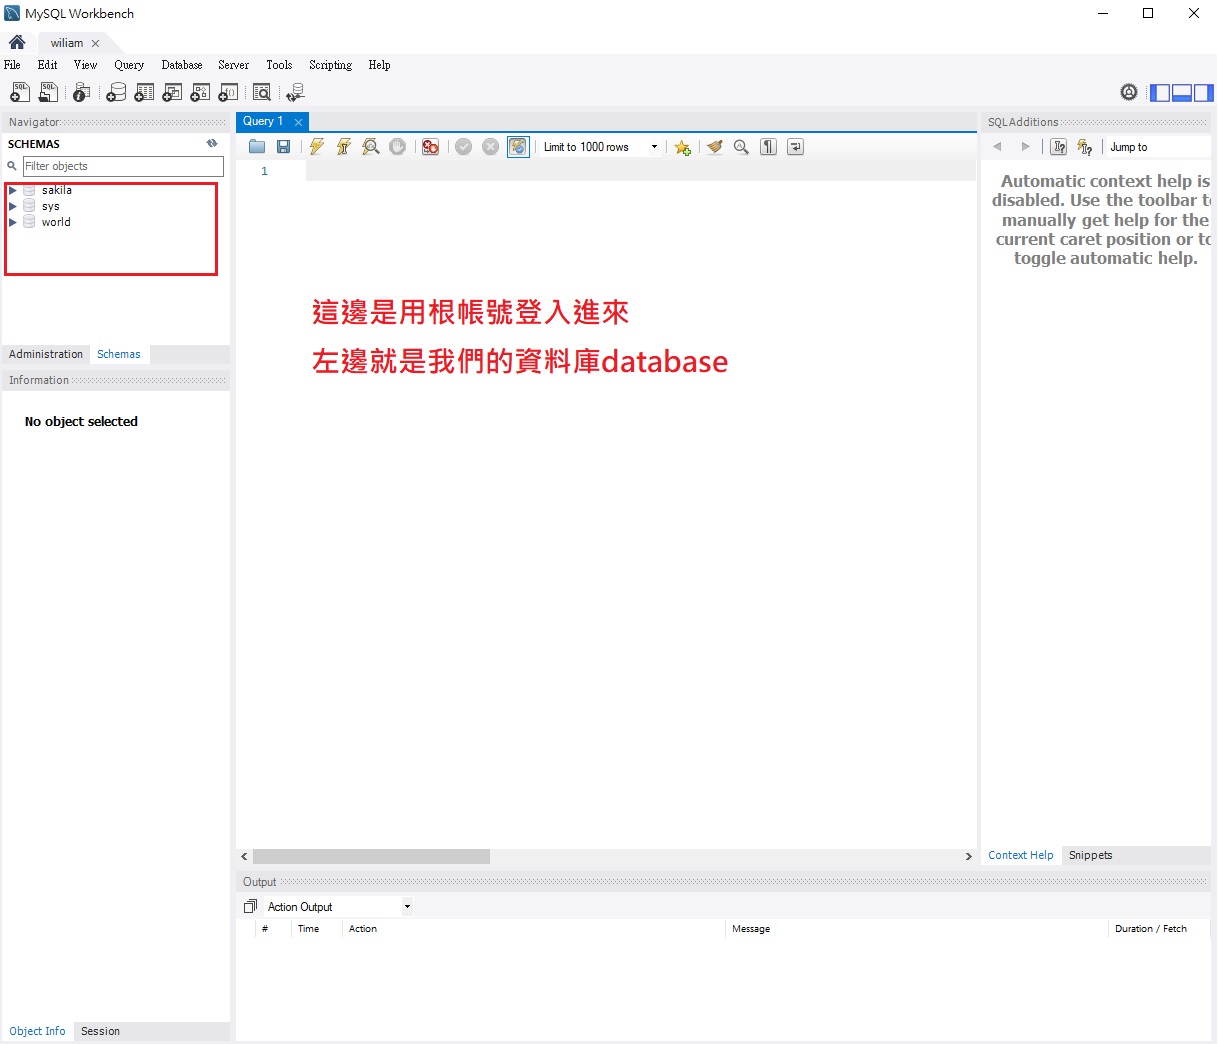 MySQL Workbench
wiliam
File Edit View Query Database Server Tools Scripting Help
Navigator
SCHEMAS
Filter objects
sakila
sys
world
Administration Schemas
Information
No object selected
Object Info Session
Query 1
Limit to 1000 rows
1
這邊是用根帳號登入進來
左邊就是我們的資料庫database
SQLAdditions
Jump to
Automatic context help is
disabled. Use the toolbar to
manually get help for the
current caret position or to
toggle automatic help.
Context Help Snippets
Output
Action Output
# Time Action Message Duration / Fetch